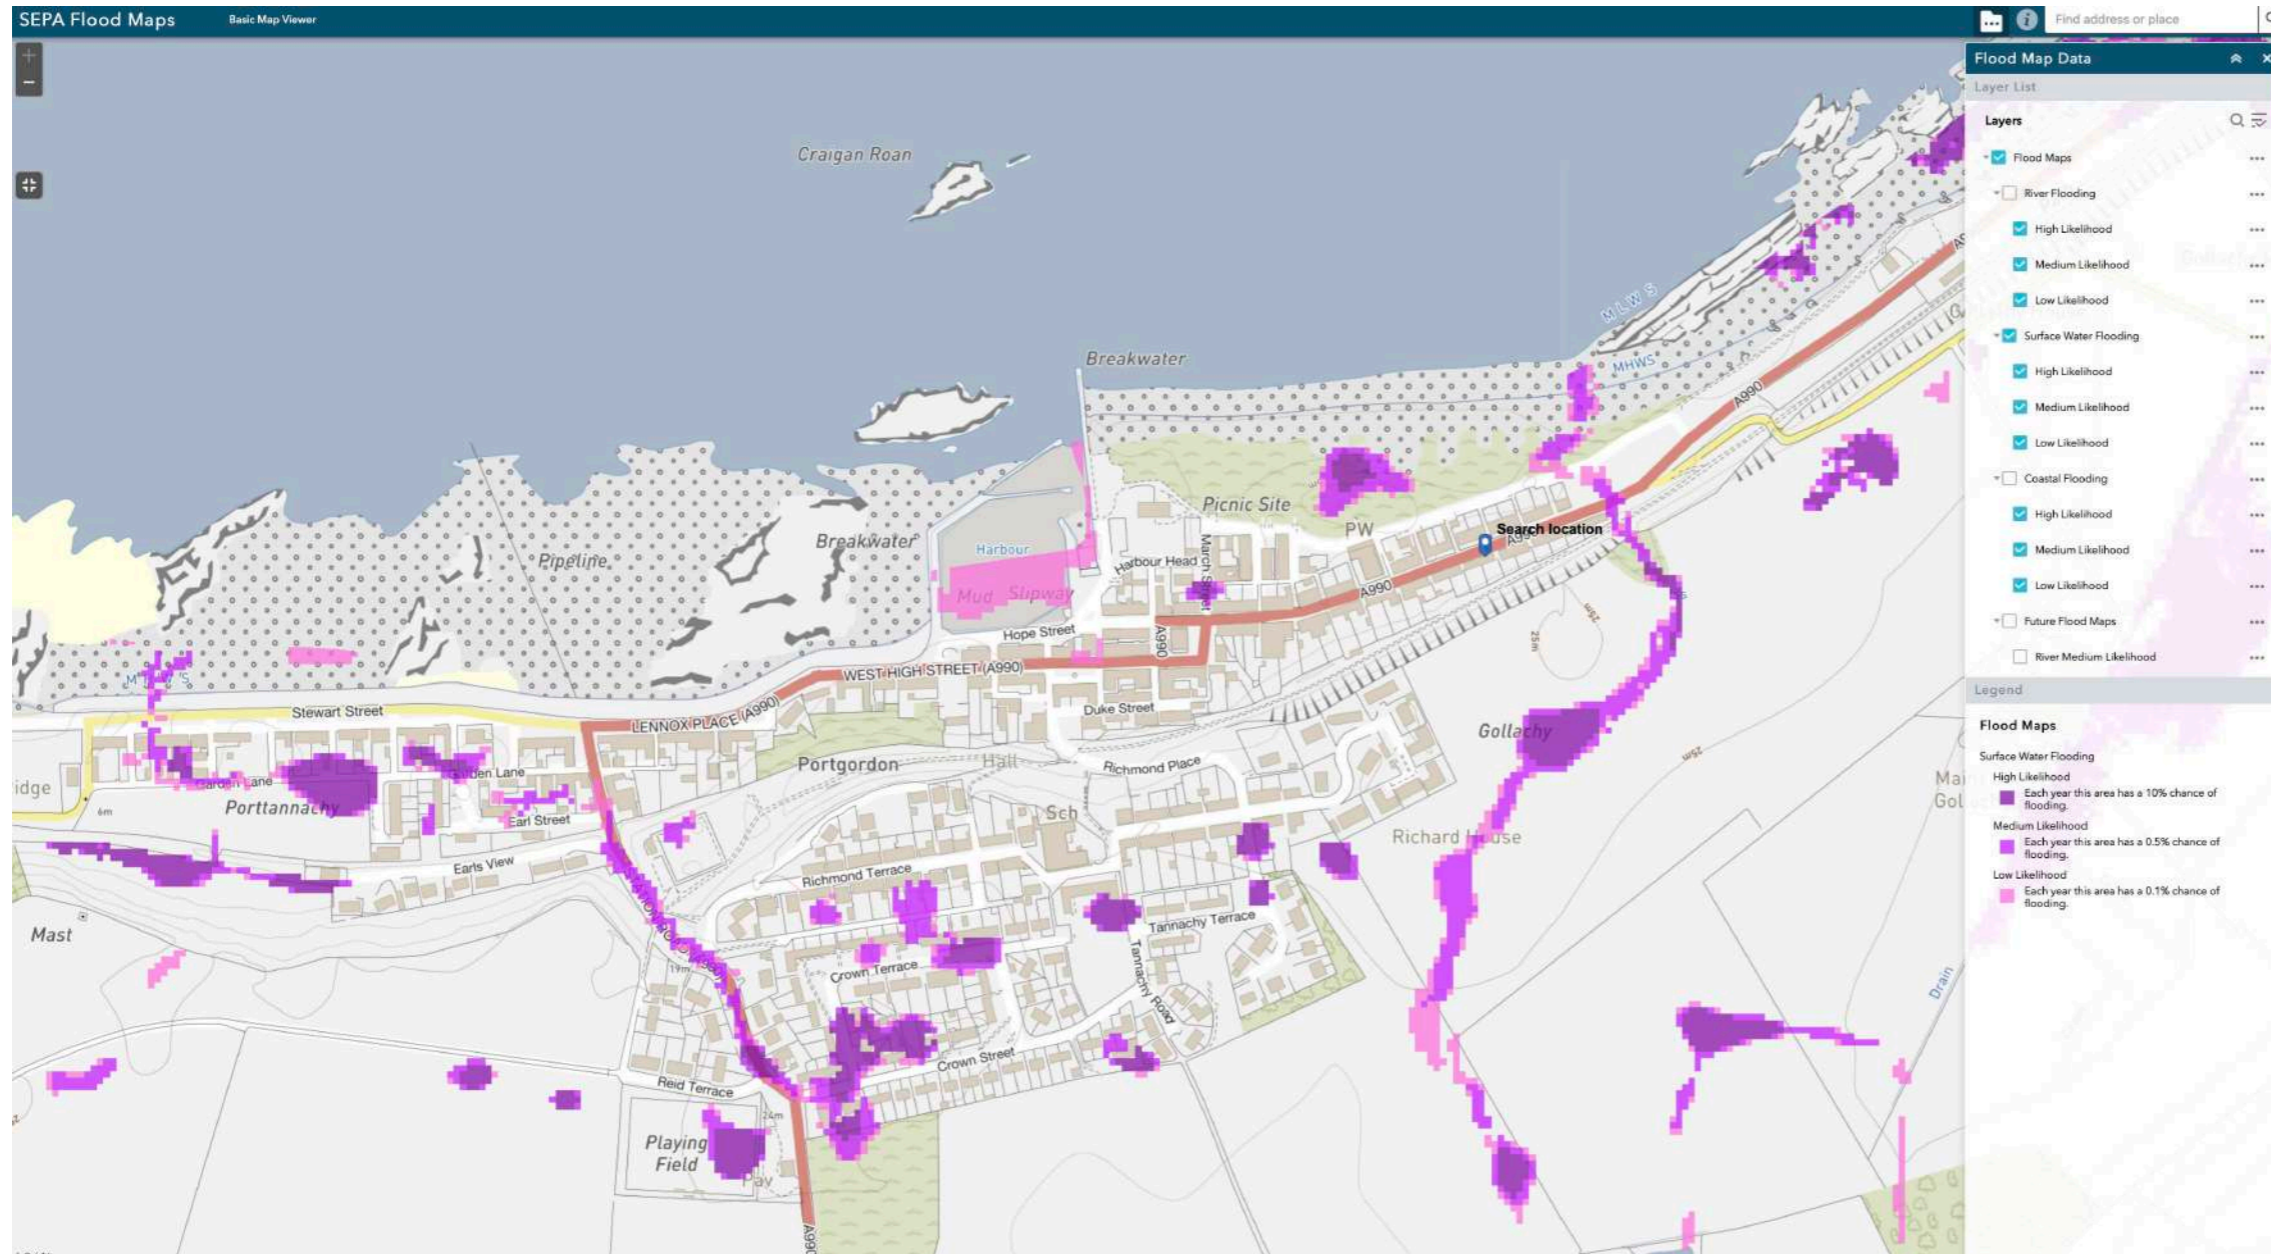 SEPA Flood Maps
Basic Map Viewer
Find address or place
Flood Map Data
Layer List
Layers
Flood Maps
River Flooding
High Likelihood
Medium Likelihood
Low Likelihood
Surface Water Flooding
High Likelihood
Medium Likelihood
Low Likelihood
Coastal Flooding
High Likelihood
Medium Likelihood
Low Likelihood
Future Flood Maps
River Medium Likelihood
Legend
Flood Maps
Surface Water Flooding
High Likelihood
Each year this area has a 10% chance of
flooding.
Medium Likelihood
Each year this area has a 0.5% chance of
flooding.
Low Likelihood
Each year this area has a 0.1% chance of
flooding.
Craigan Roan
MLWS
Breakwater
MHWS
A990
Picnic Site
PW
Search location
Breakwater
Harbour
Pipeline
Harbour Head
March Street
Mud
Slipway
A990
25m
25m
Hope Street
A990
WEST HIGH STREET (A990)
Stewart Street
LENNOX PLACE (A990)
Duke Street
Gollachy
25m
Portgordon
Hall
Richmond Place
Garden Lane
Porttannachy
6m
Earl Street
Sch
Richard House
Earls View
Richmond Terrace
Mast
Tannachy Terrace
STATION ROAD (A990)
19m
Crown Terrace
Tannachy Road
Drain
Crown Street
Reid Terrace
24m
Playing
Field
Pav
A990